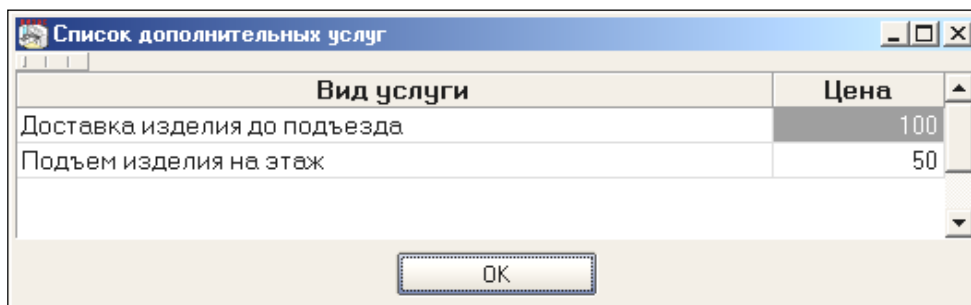 Список дополнительных услуг
Вид услуги Цена
Доставка изделия до подъезда 100
Подъем изделия на этаж 50
OK